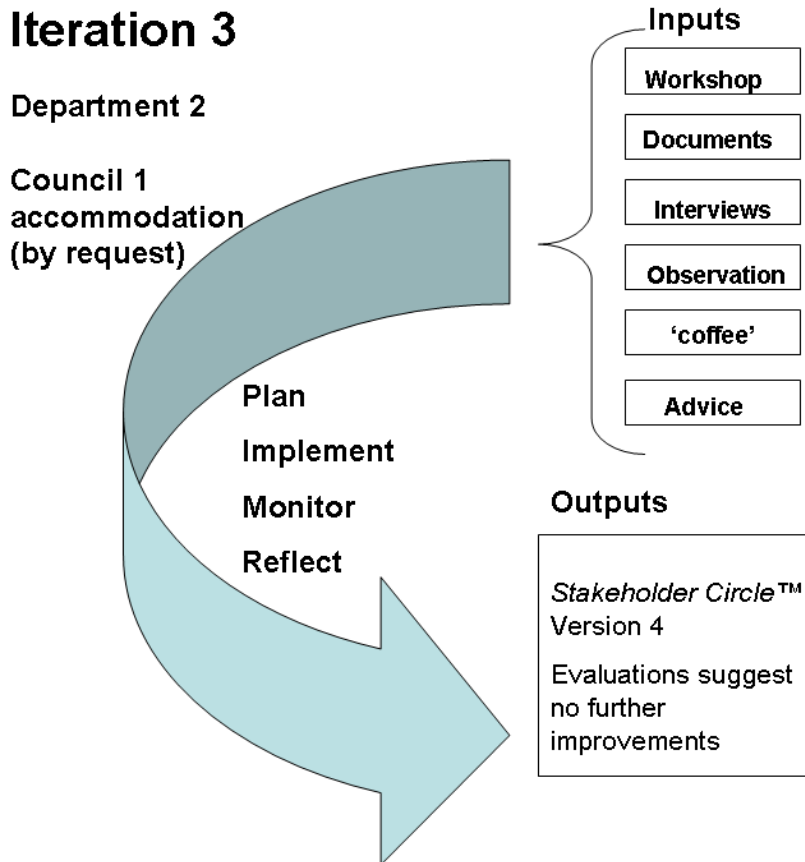 Iteration 3
Department 2
Council 1
accommodation
(by request)
Inputs
Workshop
Documents
Interviews
Observation
‘coffee’
Advice
Plan
Implement
Monitor
Reflect
Outputs
Stakeholder Circle™
Version 4
Evaluations suggest
no further
improvements